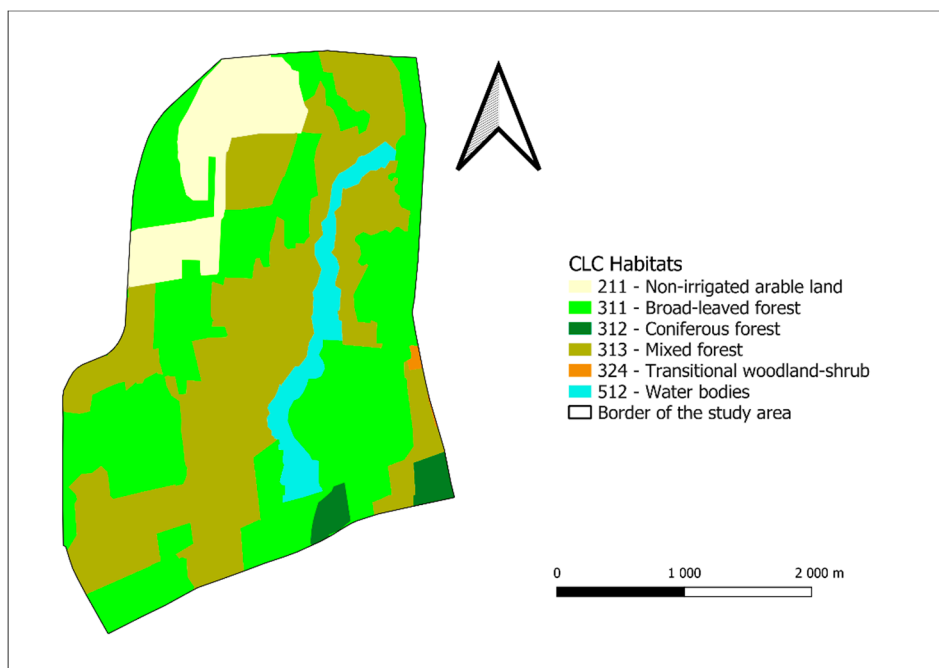 CLC Habitats
211 - Non-irrigated arable land
311 - Broad-leaved forest
312 - Coniferous forest
313 - Mixed forest
324 - Transitional woodland-shrub
512 - Water bodies
Border of the study area
0 1 000 2 000 m